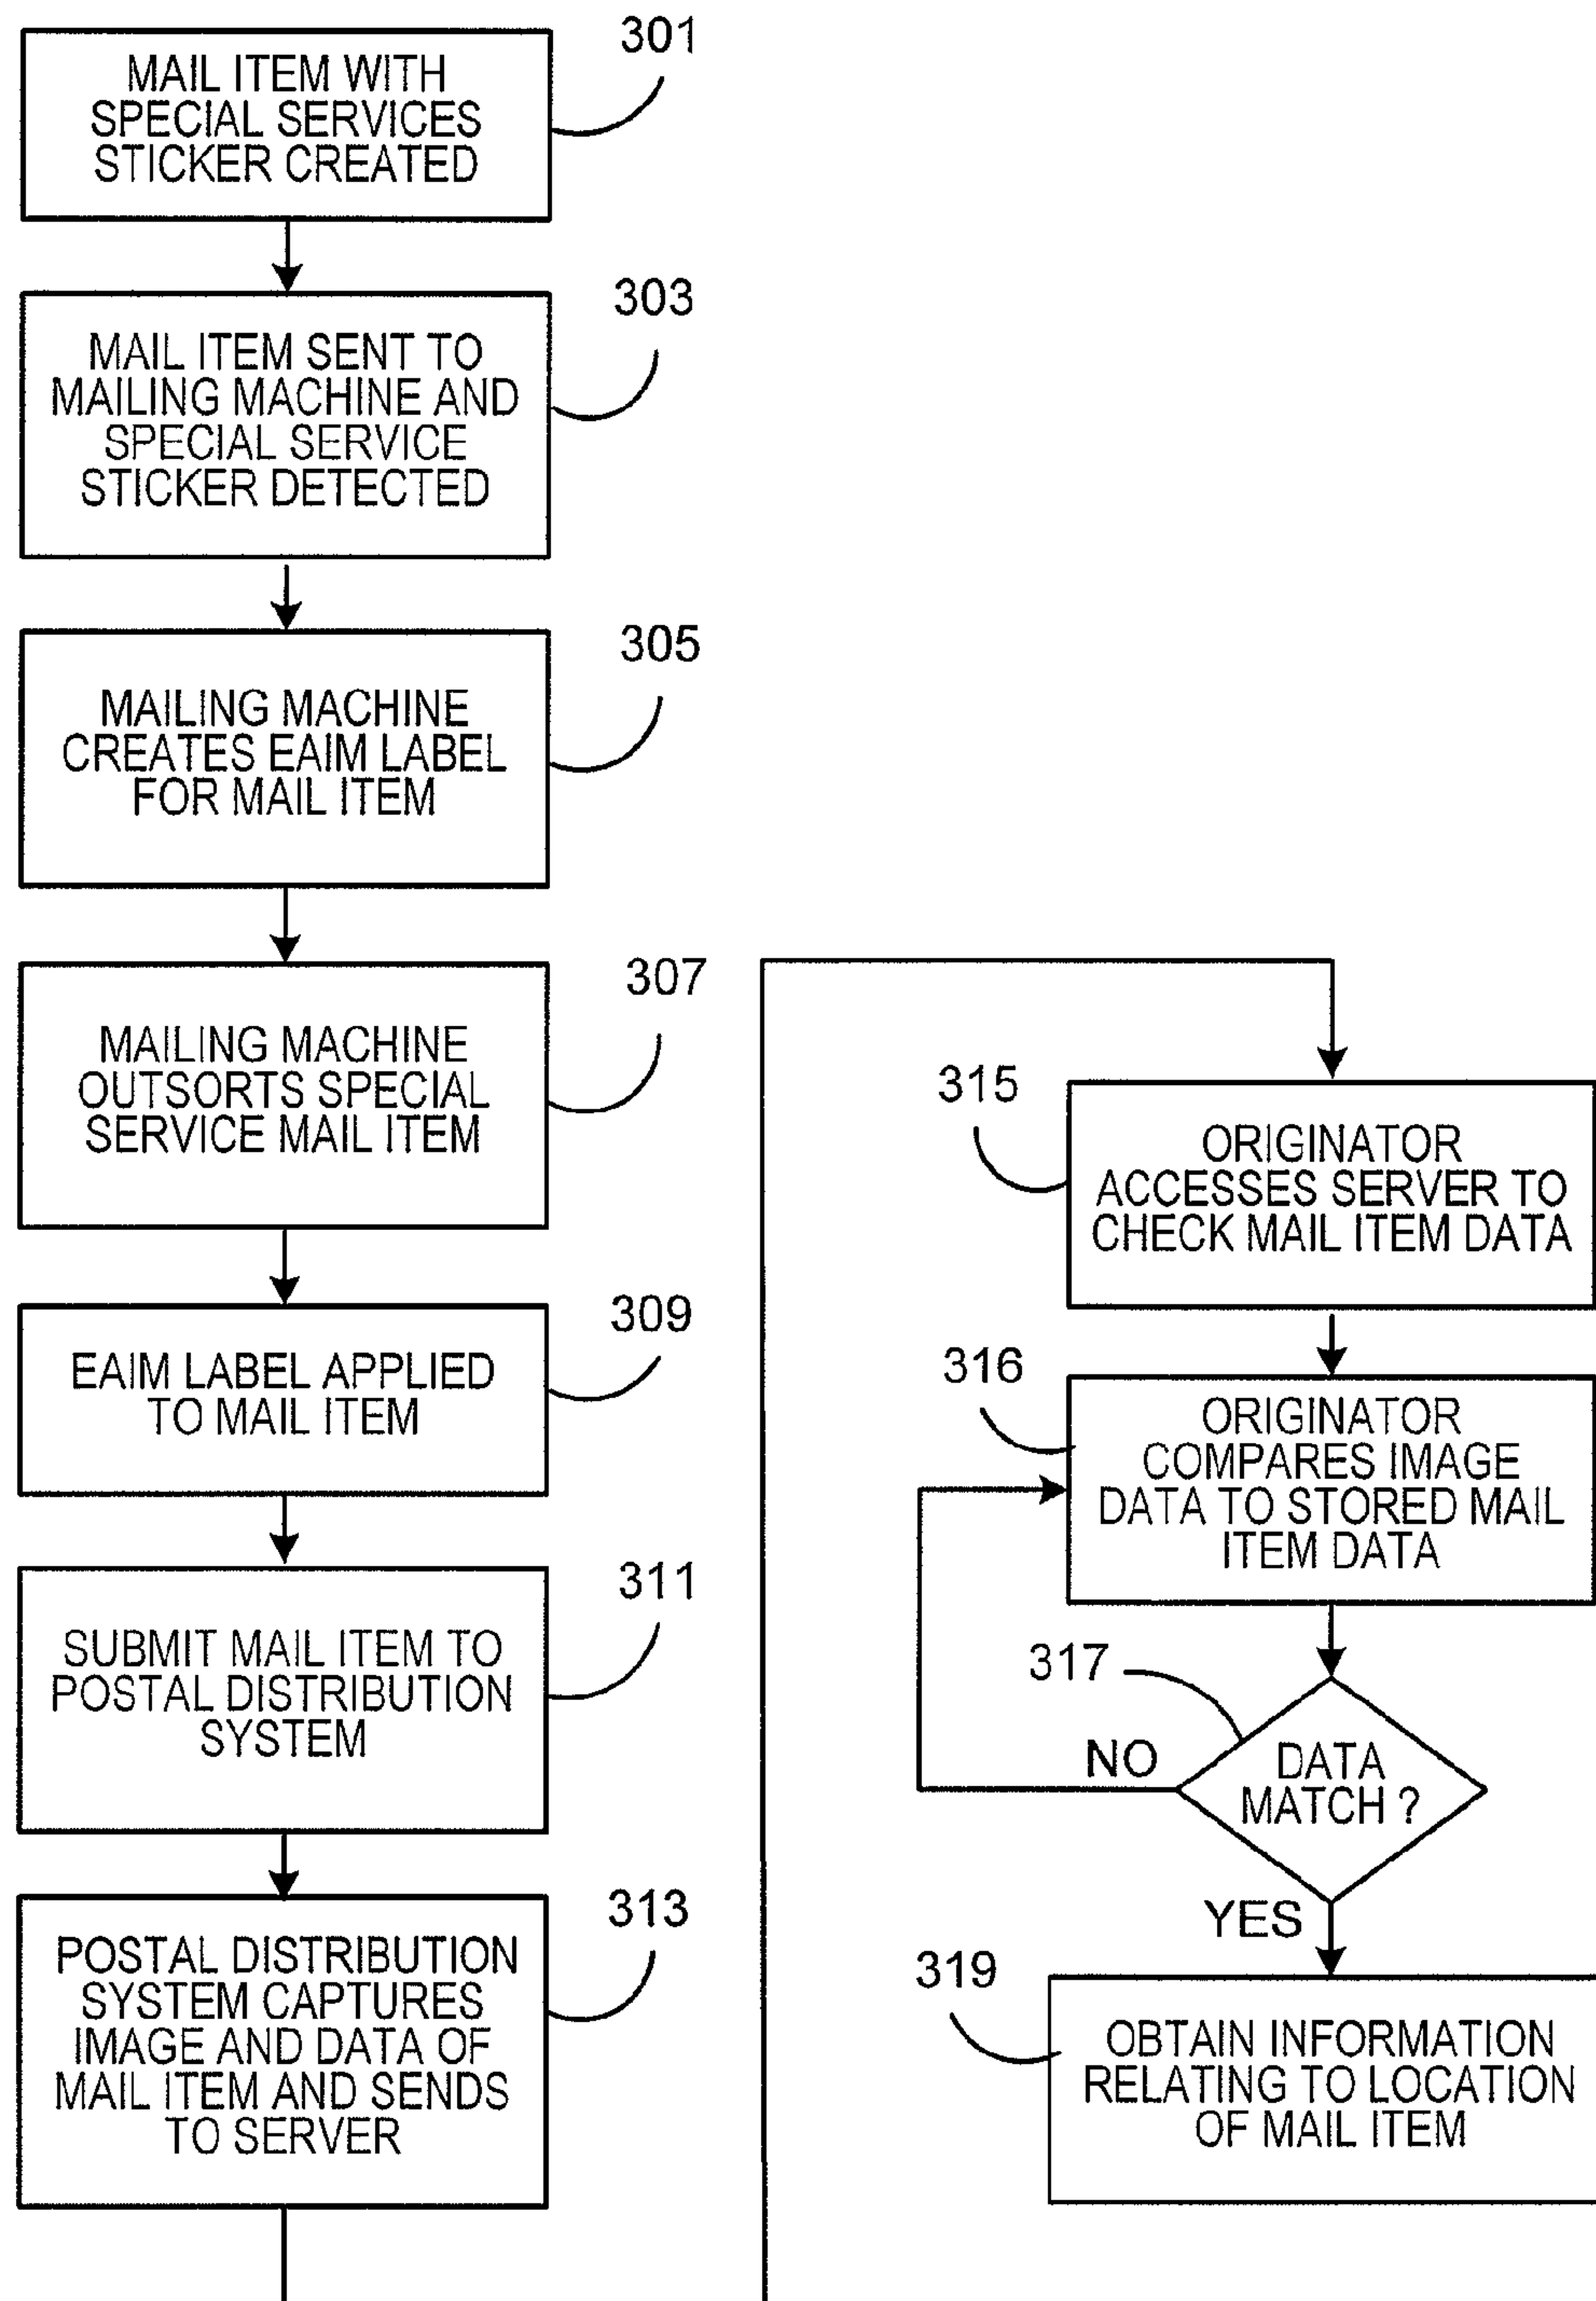 301
MAIL ITEM WITH
SPECIAL SERVICES
STICKER CREATED
303
MAIL ITEM SENT TO
MAILING MACHINE AND
SPECIAL SERVICE
STICKER DETECTED
305
MAILING MACHINE
CREATES EAIM LABEL
FOR MAIL ITEM
307
MAILING MACHINE
OUTSORTS SPECIAL
SERVICE MAIL ITEM
309
EAIM LABEL APPLIED
TO MAIL ITEM
311
SUBMIT MAIL ITEM TO
POSTAL DISTRIBUTION
SYSTEM
313
POSTAL DISTRIBUTION
SYSTEM CAPTURES
IMAGE AND DATA OF
MAIL ITEM AND SENDS
TO SERVER
315
ORIGINATOR
ACCESSES SERVER TO
CHECK MAIL ITEM DATA
316
ORIGINATOR
COMPARES IMAGE
DATA TO STORED MAIL
ITEM DATA
317
DATA
MATCH ?
NO
YES
319
OBTAIN INFORMATION
RELATING TO LOCATION
OF MAIL ITEM